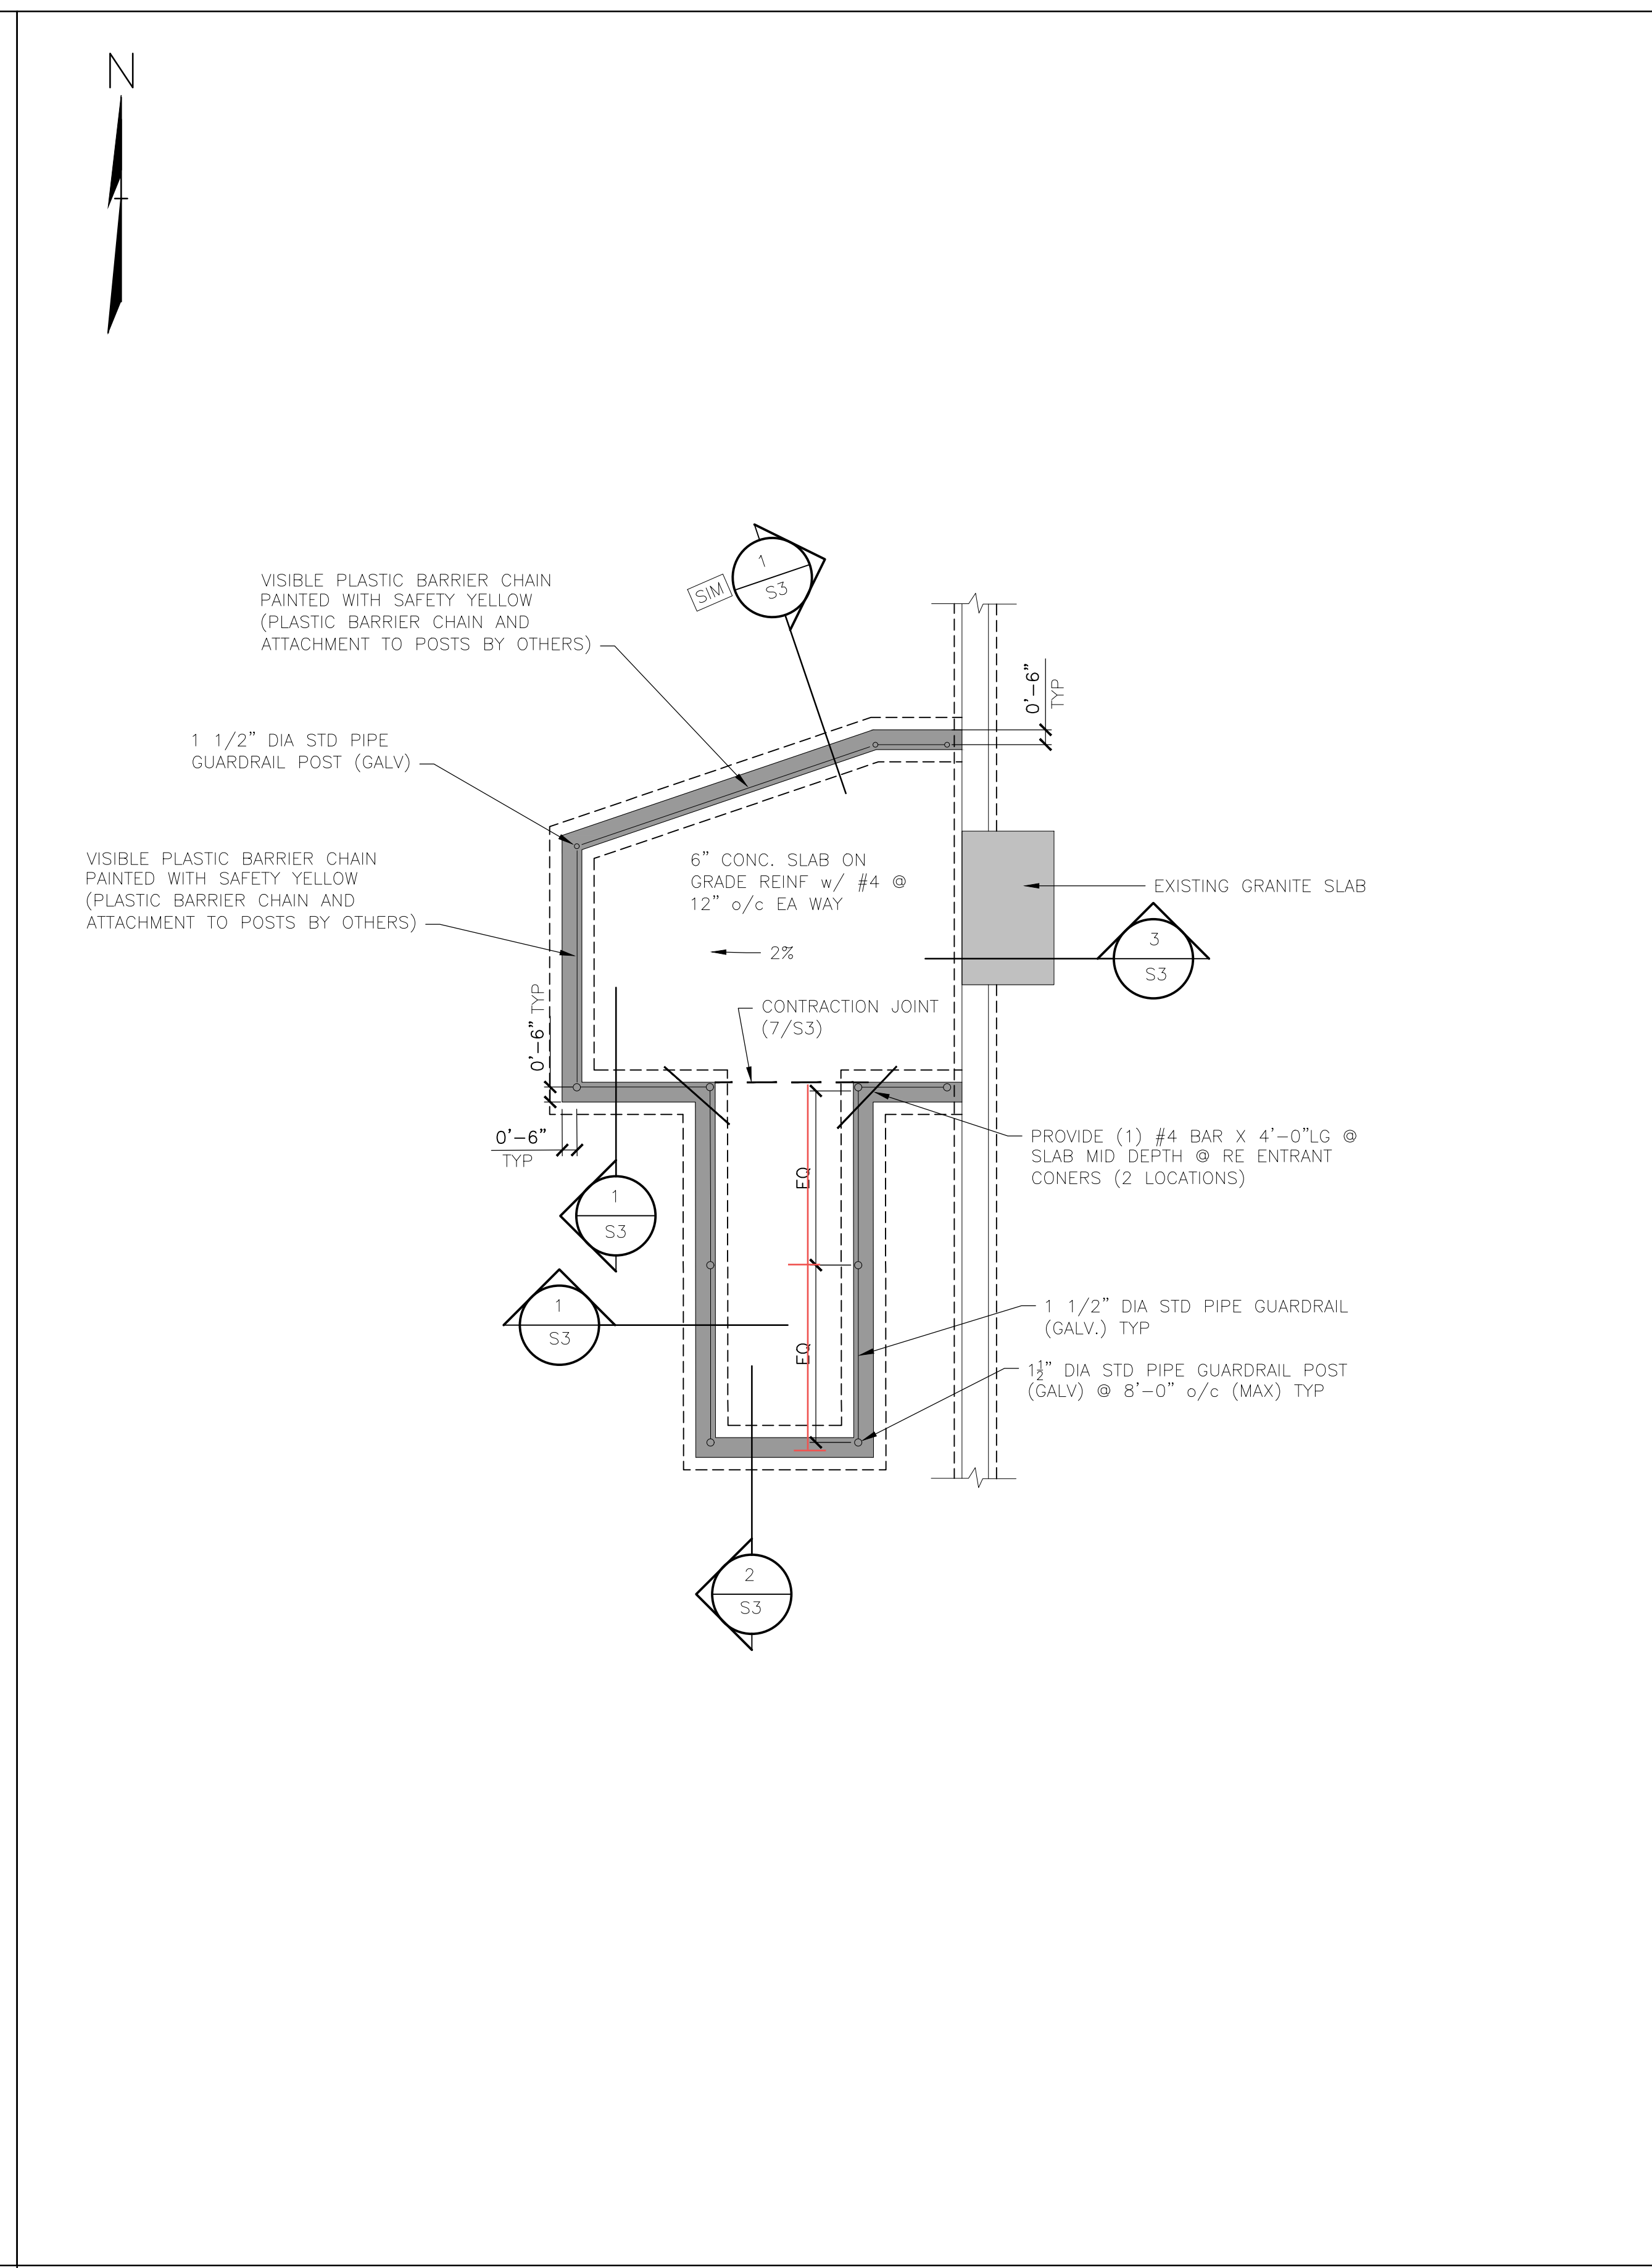 N
VISIBLE PLASTIC BARRIER CHAIN
PAINTED WITH SAFETY YELLOW
(PLASTIC BARRIER CHAIN AND
ATTACHMENT TO POSTS BY OTHERS)
SIM
1
S3
0'-6"
TYP
1 1/2" DIA STD PIPE
GUARDRAIL POST (GALV)
VISIBLE PLASTIC BARRIER CHAIN
PAINTED WITH SAFETY YELLOW
(PLASTIC BARRIER CHAIN AND
ATTACHMENT TO POSTS BY OTHERS)
6" CONC. SLAB ON
GRADE REINF w/ #4 @
12" o/c EA WAY
EXISTING GRANITE SLAB
2%
3
S3
CONTRACTION JOINT
(7/S3)
0'-6" TYP
0'-6"
TYP
PROVIDE (1) #4 BAR X 4'-0"LG @
SLAB MID DEPTH @ RE ENTRANT
CONERS (2 LOCATIONS)
EQ
1
S3
1
S3
1 1/2" DIA STD PIPE GUARDRAIL
(GALV.) TYP
EQ
1½" DIA STD PIPE GUARDRAIL POST
(GALV) @ 8'-0" o/c (MAX) TYP
2
S3